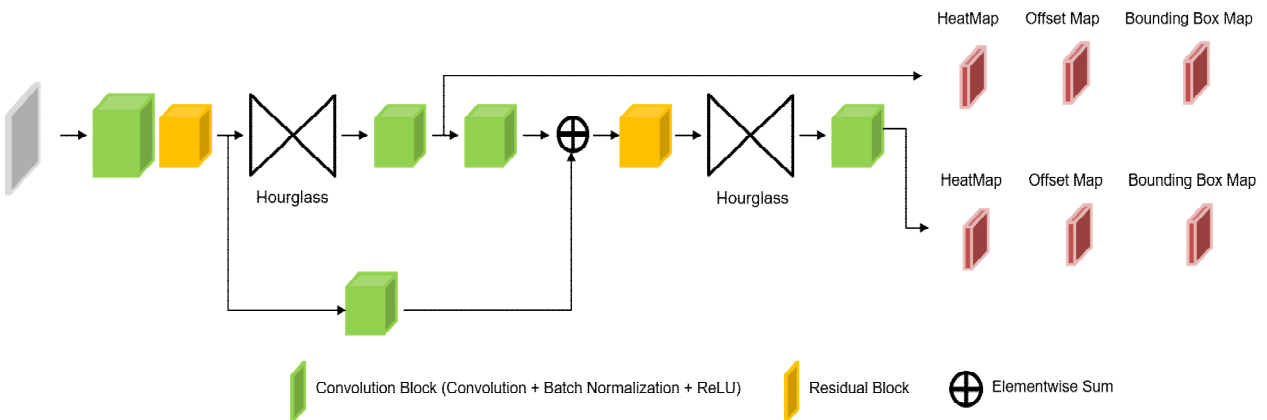 HeatMap Offset Map Bounding Box Map
Hourglass Hourglass
HeatMap Offset Map Bounding Box Map
Convolution Block (Convolution + Batch Normalization + ReLU) Residual Block Elementwise Sum